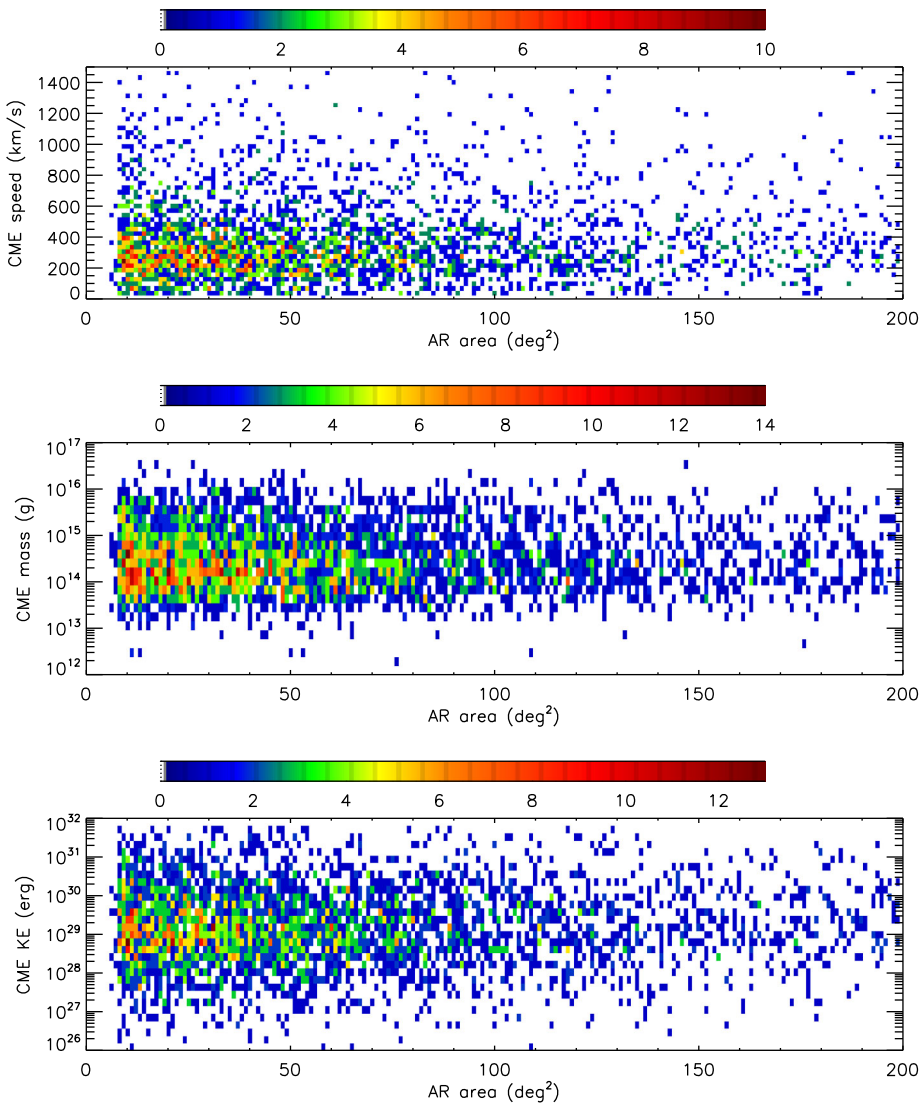 0 2 4 6 8 10
CME speed (km/s)
1400
1200
1000
800
600
400
200
0
0 50 100 150 200
AR area (deg²)
0 2 4 6 8 10 12 14
CME mass (g)
10¹⁷
10¹⁶
10¹⁵
10¹⁴
10¹³
10¹²
0 50 100 150 200
AR area (deg²)
0 2 4 6 8 10 12
CME KE (erg)
10³²
10³¹
10³⁰
10²⁹
10²⁸
10²⁷
10²⁶
0 50 100 150 200
AR area (deg²)